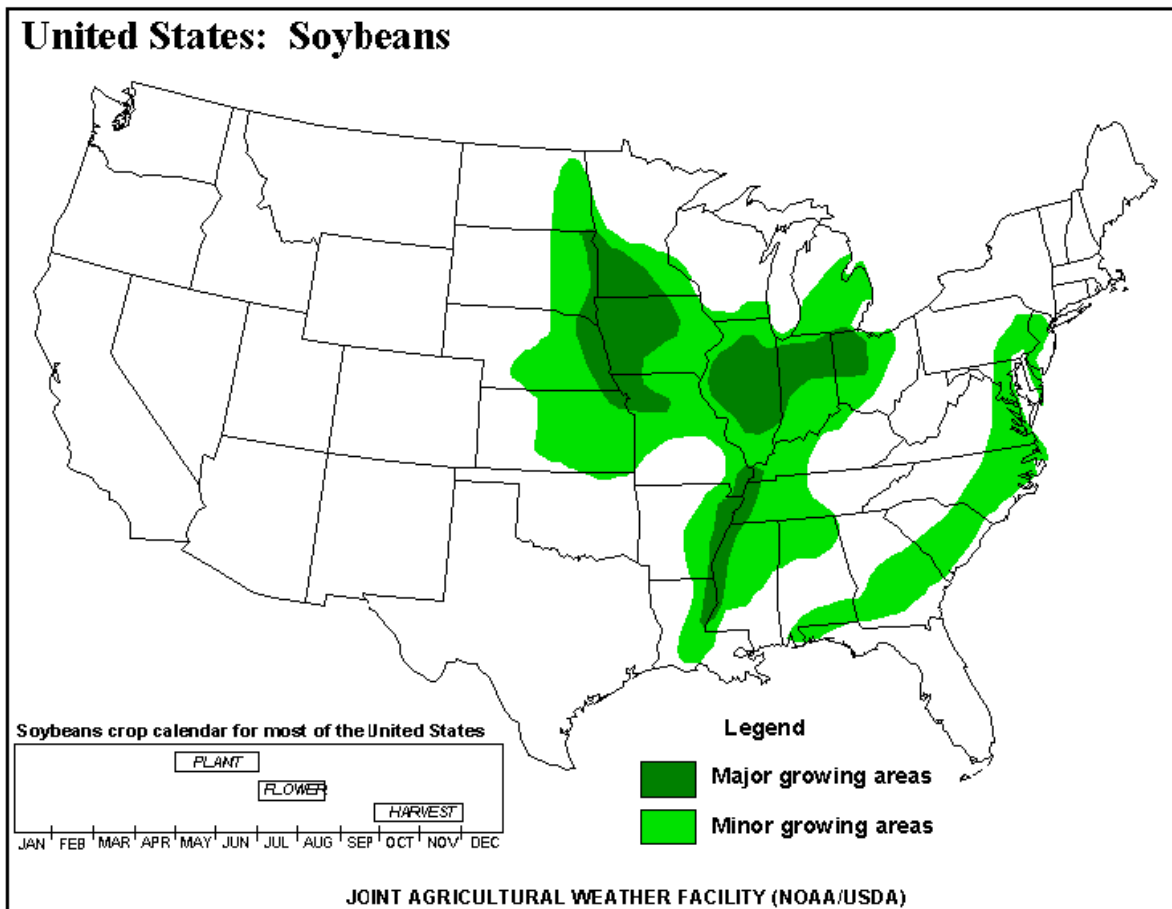 United States: Soybeans
Soybeans crop calendar for most of the United States
PLANT
FLOWER
HARVEST
JAN FEB MAR APR MAY JUN JUL AUG SEP OCT NOV DEC
Legend
Major growing areas
Minor growing areas
JOINT AGRICULTURAL WEATHER FACILITY (NOAA/USDA)